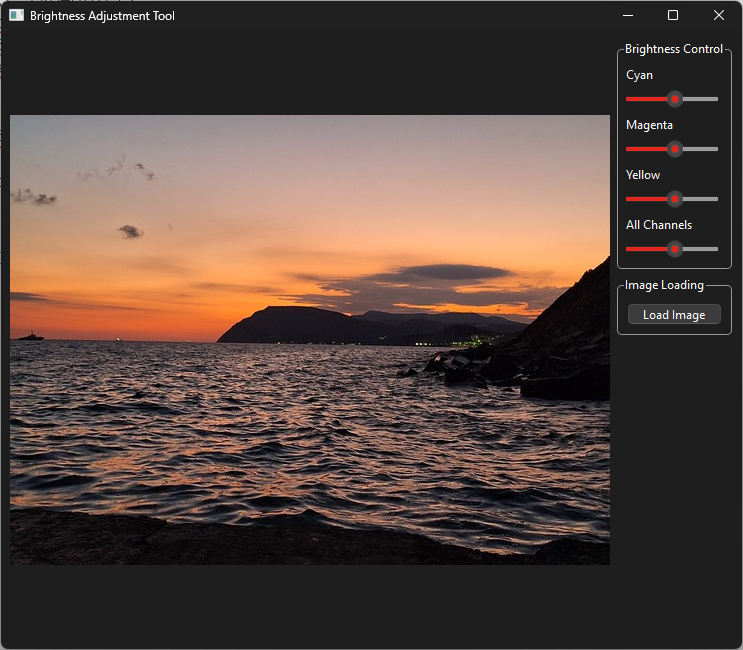 Brightness Adjustment Tool
Brightness Control
Cyan
Magenta
Yellow
All Channels
Image Loading
Load Image